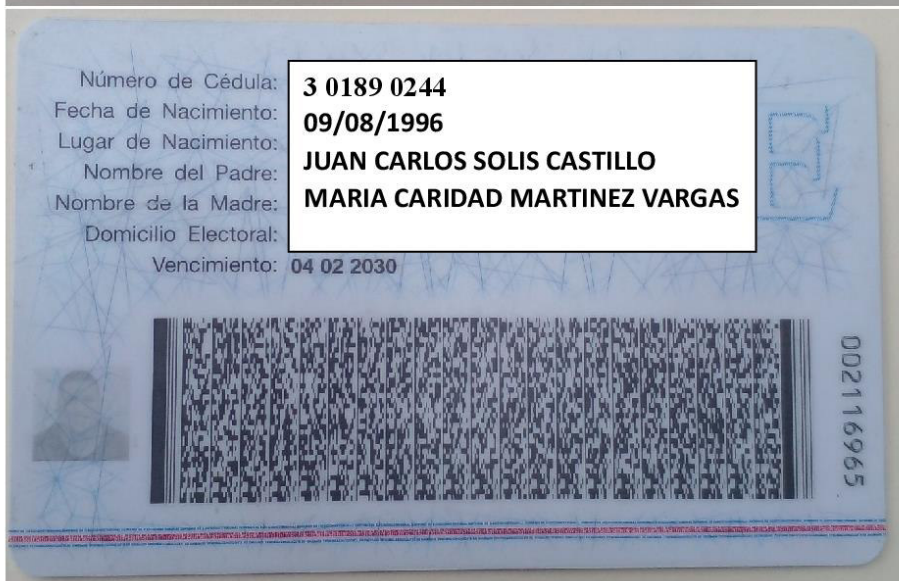 Número de Cédula: 3 0189 0244
Fecha de Nacimiento: 09/08/1996
Lugar de Nacimiento:
Nombre del Padre: JUAN CARLOS SOLIS CASTILLO
Nombre de la Madre: MARIA CARIDAD MARTINEZ VARGAS
Domicilio Electoral:
Vencimiento: 04 02 2030
E
002116965